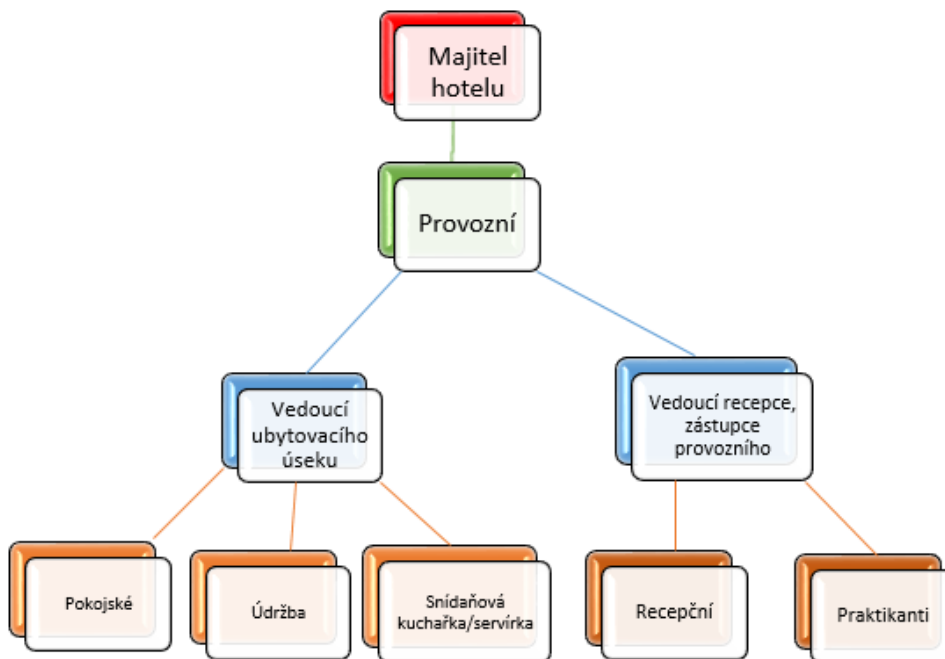 Majitel
hotelu
Provozní
Vedoucí
ubytovacího
úseku
Vedoucí recepce,
zástupce
provozního
Pokojské
Údržba
Snídaňová
kuchařka/servírka
Recepční
Praktikanti